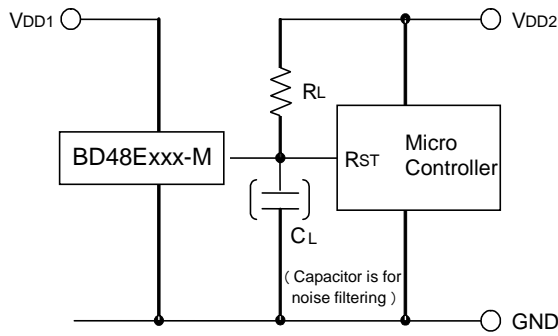 VDD1
VDD2
RL
BD48Exxx-M
RST
Micro
Controller
CL
( Capacitor is for
noise filtering )
GND